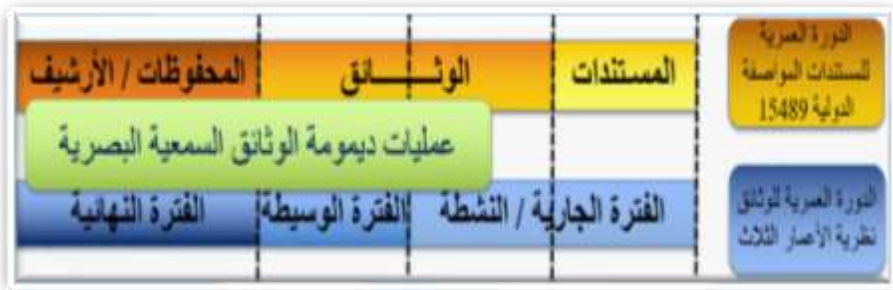 الدورة العمرية
للمستندات المواصفة
الدولية 15489
المستندات
الوثـــــــائق
المحفوظات / الأرشيف
عمليات ديمومة الوثائق السمعية البصرية
الدورة العمرية للوثائق
نظرية الأعمار الثلاث
الفترة الجارية / النشطة
الفترة الوسيطة
الفترة النهائية